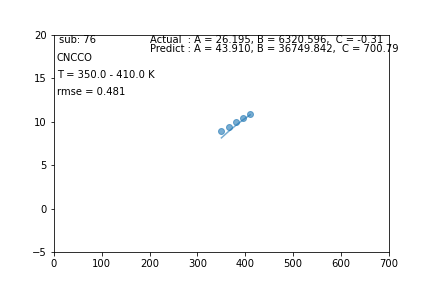 sub: 76
Actual : A = 26.195, B = 6320.596, C = -0.31
Predict : A = 43.910, B = 36749.842, C = 700.79
CNCCO
T = 350.0 - 410.0 K
rmse = 0.481
20
15
10
5
0
−5
0 100 200 300 400 500 600 700